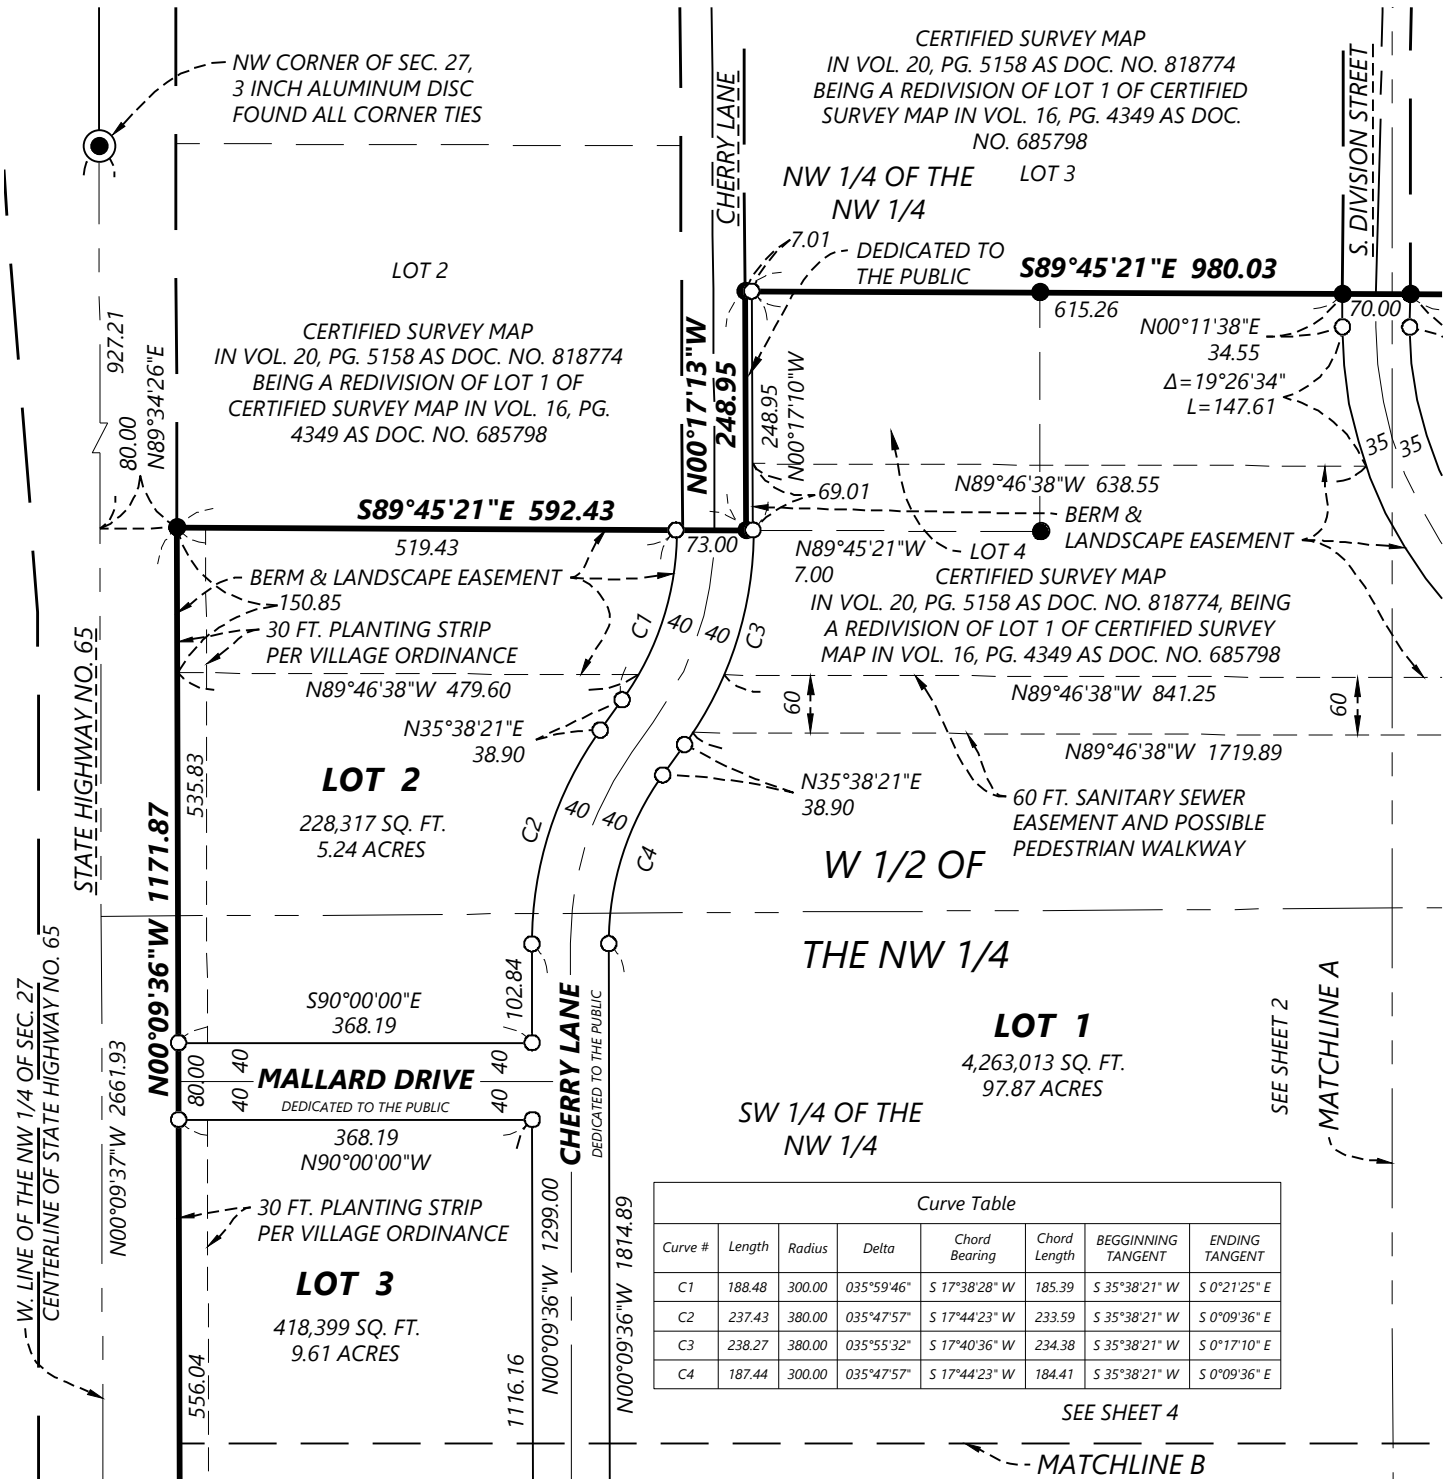 NW CORNER OF SEC. 27,
3 INCH ALUMINUM DISC
FOUND ALL CORNER TIES
CHERRY LANE
CERTIFIED SURVEY MAP
IN VOL. 20, PG. 5158 AS DOC. NO. 818774
BEING A REDIVISION OF LOT 1 OF CERTIFIED
SURVEY MAP IN VOL. 16, PG. 4349 AS DOC.
NO. 685798
LOT 3
NW 1/4 OF THE
NW 1/4
S. DIVISION STREET
7.01
DEDICATED TO
THE PUBLIC
S89°45'21"E 980.03
615.26
70.00
N00°11'38"E
34.55
Δ=19°26'34"
L=147.61
35
35
LOT 2
CERTIFIED SURVEY MAP
IN VOL. 20, PG. 5158 AS DOC. NO. 818774
BEING A REDIVISION OF LOT 1 OF
CERTIFIED SURVEY MAP IN VOL. 16, PG.
4349 AS DOC. NO. 685798
927.21
80.00
N89°34'26"E
N00°17'13"W
248.95
248.95
N00°17'10"W
N89°46'38"W 638.55
69.01
BERM &
LANDSCAPE EASEMENT
S89°45'21"E 592.43
519.43
73.00
N89°45'21"W
7.00
LOT 4
CERTIFIED SURVEY MAP
IN VOL. 20, PG. 5158 AS DOC. NO. 818774, BEING
A REDIVISION OF LOT 1 OF CERTIFIED SURVEY
MAP IN VOL. 16, PG. 4349 AS DOC. NO. 685798
BERM & LANDSCAPE EASEMENT
150.85
30 FT. PLANTING STRIP
PER VILLAGE ORDINANCE
C1
40
40
C3
N89°46'38"W 479.60
N89°46'38"W 841.25
60
60
N35°38'21"E
38.90
N89°46'38"W 1719.89
N35°38'21"E
38.90
60 FT. SANITARY SEWER
EASEMENT AND POSSIBLE
PEDESTRIAN WALKWAY
STATE HIGHWAY NO. 65
535.83
LOT 2
228,317 SQ. FT.
5.24 ACRES
C2
40
40
C4
W 1/2 OF
THE NW 1/4
N00°09'36"W 1171.87
W. LINE OF THE NW 1/4 OF SEC. 27
CENTERLINE OF STATE HIGHWAY NO. 65
N00°09'37"W 2661.93
S90°00'00"E
368.19
102.84
80.00
40
40
MALLARD DRIVE
DEDICATED TO THE PUBLIC
40
40
368.19
N90°00'00"W
CHERRY LANE
DEDICATED TO THE PUBLIC
LOT 1
4,263,013 SQ. FT.
97.87 ACRES
SW 1/4 OF THE
NW 1/4
SEE SHEET 2
MATCHLINE A
30 FT. PLANTING STRIP
PER VILLAGE ORDINANCE
LOT 3
418,399 SQ. FT.
9.61 ACRES
556.04
1116.16
N00°09'36"W 1299.00
N00°09'36"W 1814.89
Curve Table
Curve # Length Radius Delta Chord Bearing Chord Length BEGGINNING TANGENT ENDING TANGENT
C1 188.48 300.00 035°59'46" S 17°38'28" W 185.39 S 35°38'21" W S 0°21'25" E
C2 237.43 380.00 035°47'57" S 17°44'23" W 233.59 S 35°38'21" W S 0°09'36" E
C3 238.27 380.00 035°55'32" S 17°40'36" W 234.38 S 35°38'21" W S 0°17'10" E
C4 187.44 300.00 035°47'57" S 17°44'23" W 184.41 S 35°38'21" W S 0°09'36" E
SEE SHEET 4
MATCHLINE B